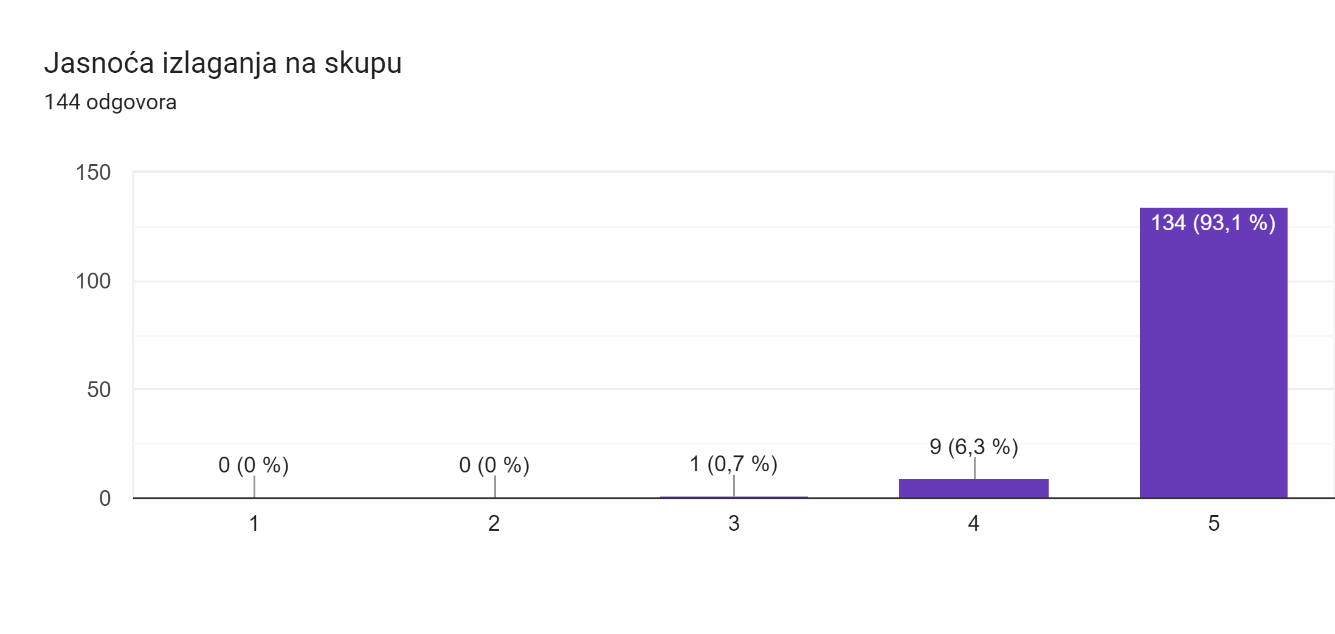 Jasnoća izlaganja na skupu
144 odgovora
150
134 (93,1 %)
100
50
9 (6,3 %)
0 (0 %)
0 (0 %)
1 (0,7 %)
0
1
2
3
4
5